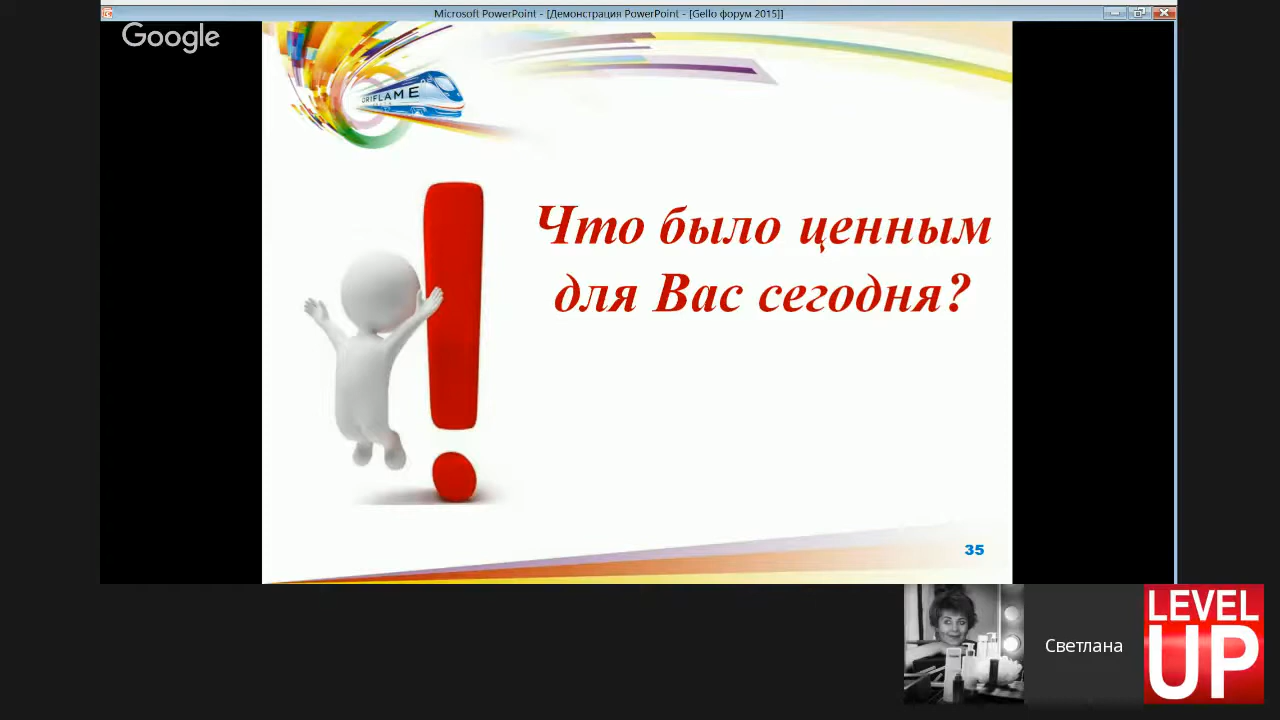 Microsoft PowerPoint - [Демонстрация PowerPoint - [Gello форум 2015]]
Google
ORIFLAME
Что было ценным
для Вас сегодня?
35
Светлана
LEVEL
UP